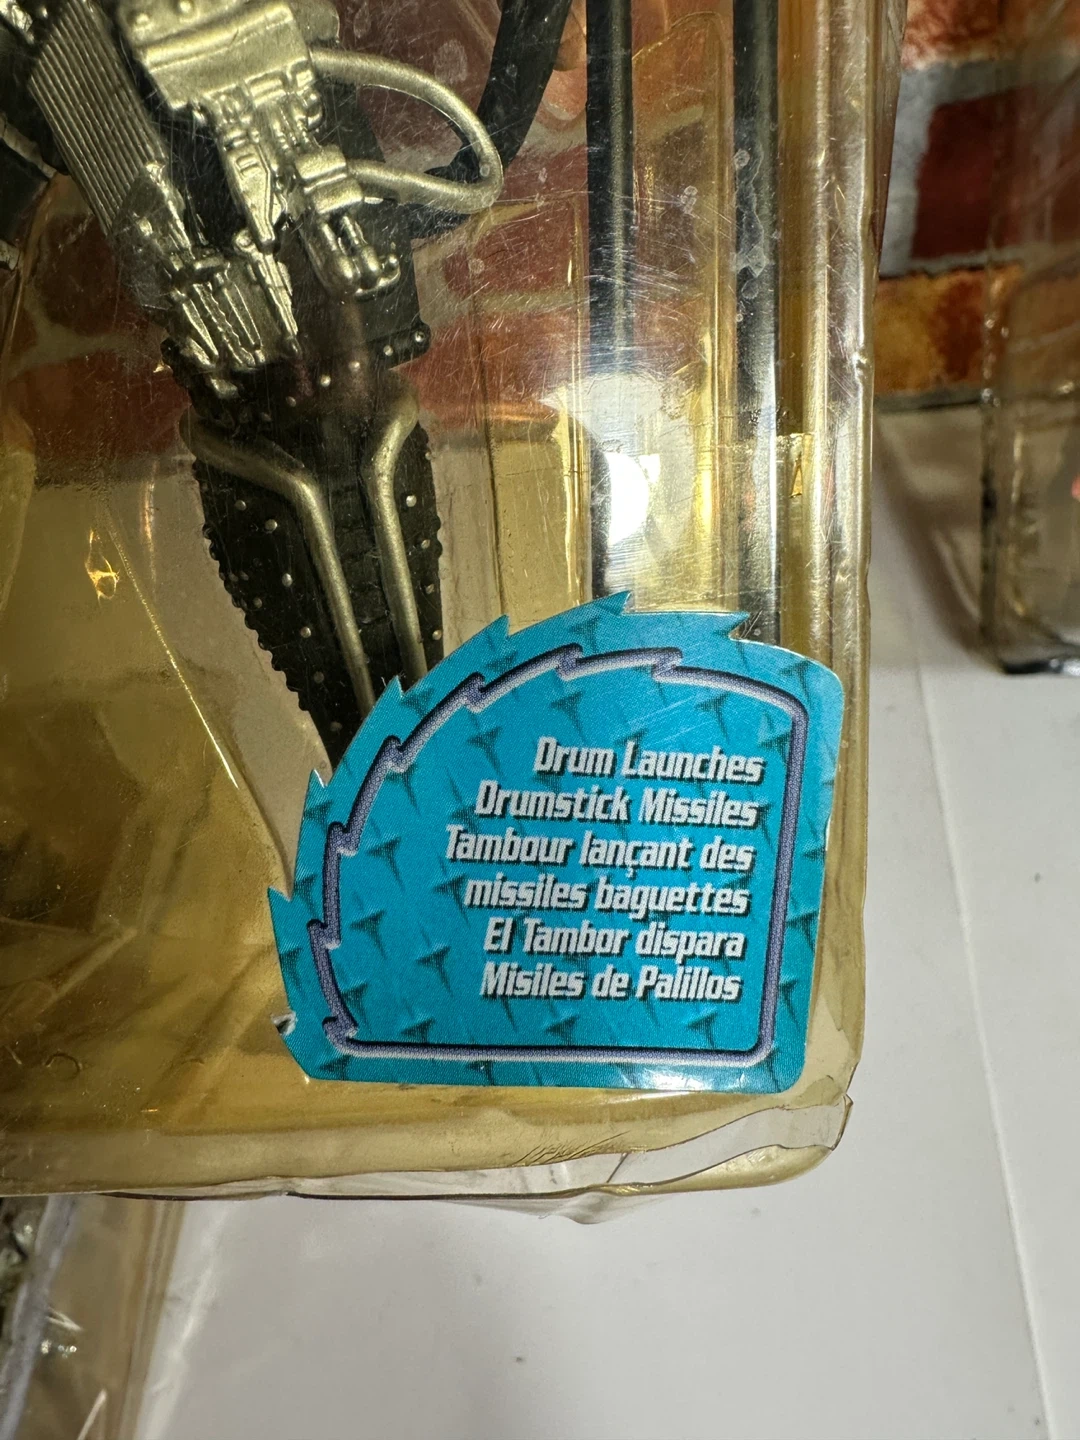 Drum Launches
Drumstick Missiles
Tambour lançant des
missiles baguettes
El Tambor dispara
Misiles de Palillos